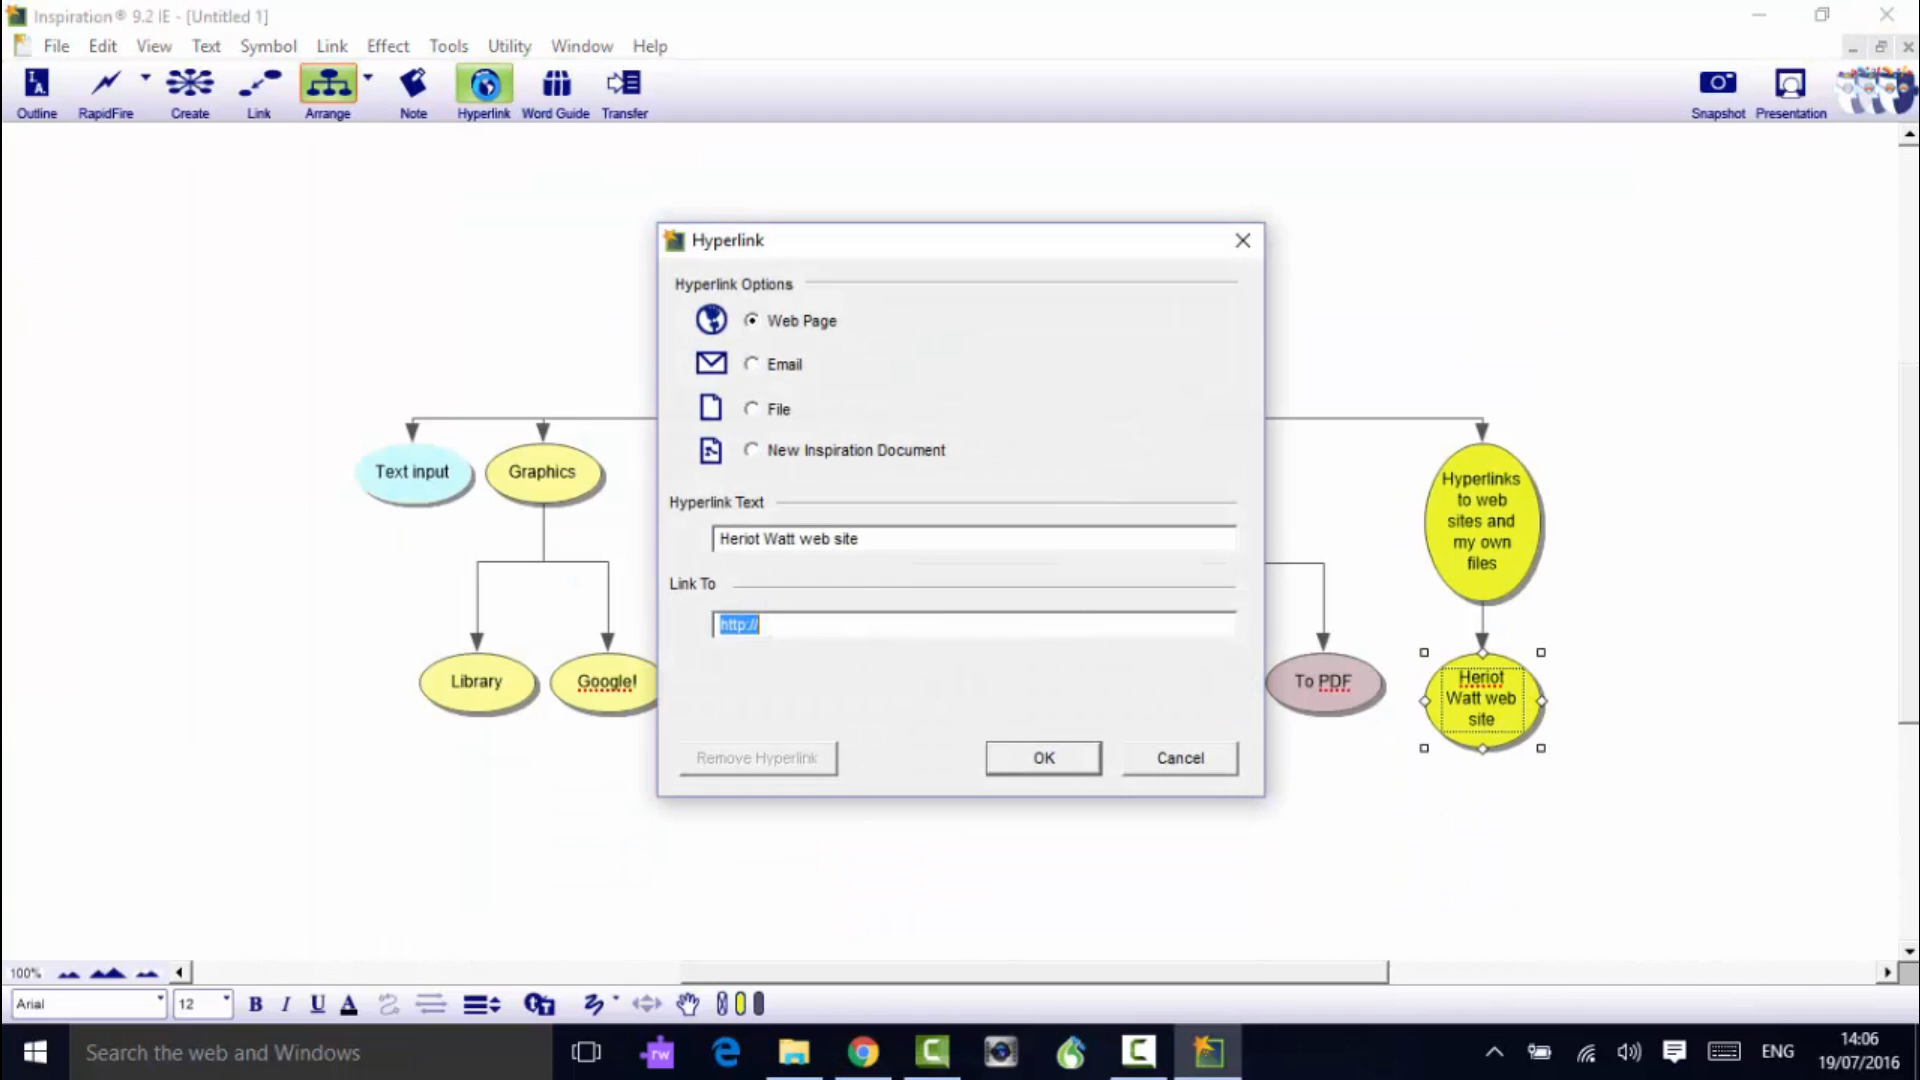 Inspiration® 9.2 IE - [Untitled 1]
File Edit View Text Symbol Link Effect Tools Utility Window Help
Outline RapidFire Create Link Arrange Note Hyperlink Word Guide Transfer Snapshot Presentation
Hyperlink
Hyperlink Options
Web Page
Email
File
New Inspiration Document
Hyperlink Text
Heriot Watt web site
Link To
http://
Remove Hyperlink OK Cancel
Text input
Graphics
Library
Google!
To PDF
Hyperlinks
to web
sites and
my own
files
Heriot
Watt web
site
100%
Arial 12 B I U A
Search the web and Windows
rw
ENG
14:06
19/07/2016